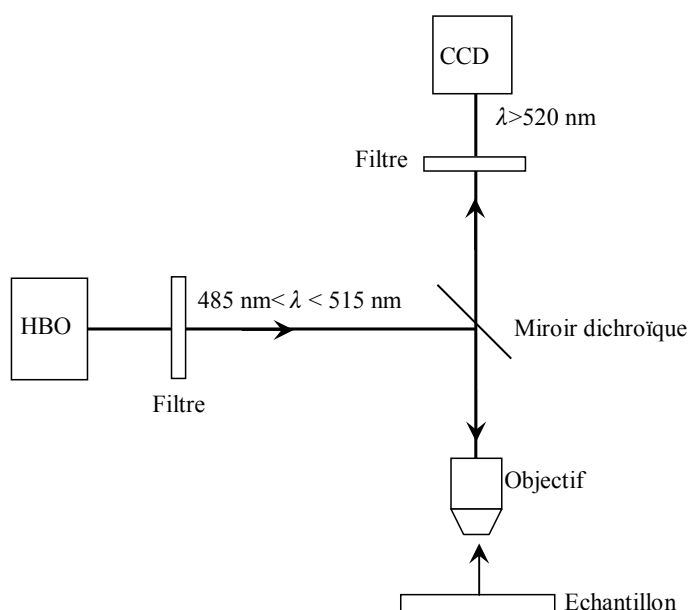 CCD
λ>520 nm
Filtre
485 nm< λ < 515 nm
HBO
Miroir dichroïque
Filtre
Objectif
Echantillon